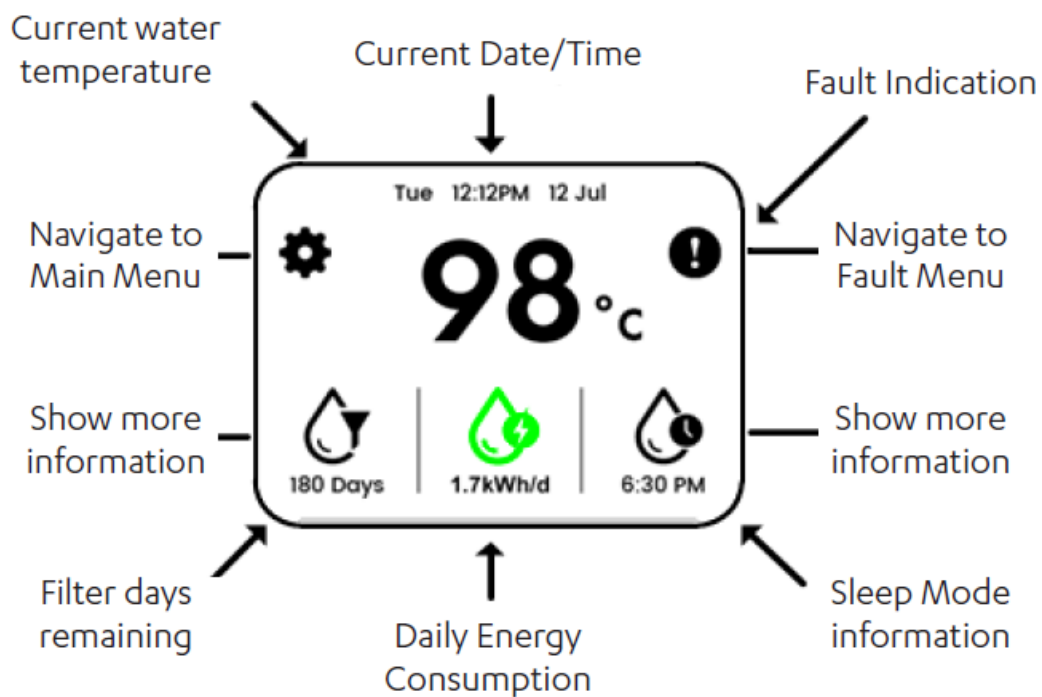 Current water
temperature
Current Date/Time
Fault Indication
Tue 12:12PM 12 Jul
Navigate to
Main Menu
98 °C
Navigate to
Fault Menu
Show more
information
180 Days
1.7kWh/d
6:30 PM
Show more
information
Filter days
remaining
Daily Energy
Consumption
Sleep Mode
information